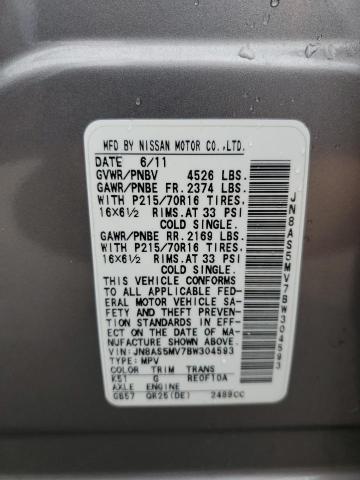 MFD BY NISSAN MOTOR CO.,LTD.
DATE 6/11
GVWR/PNBV 4526 LBS.
GAWR/PNBE FR. 2374 LBS.
WITH P215/70R16 TIRES.
16X6½ RIMS.AT 33 PSI
COLD SINGLE.
GAWR/PNBE RR. 2169 LBS.
WITH P215/70R16 TIRES.
16X6½ RIMS.AT 33 PSI
COLD SINGLE.
THIS VEHICLE CONFORMS
TO ALL APPLICABLE FED-
ERAL MOTOR VEHICLE SA-
FETY AND THEFT PREVENTION
STANDARDS IN EFF-
ECT ON THE DATE OF MA-
NUFACTURE SHOWN ABOVE.
VIN:JN8AS5MV7BW304593
TYPE: MPV
COLOR TRIM TRANS
K51 G RE0F10A
AXLE ENGINE
GB57 QR25(DE) 2488CC
JN8AS5MV7BW304593